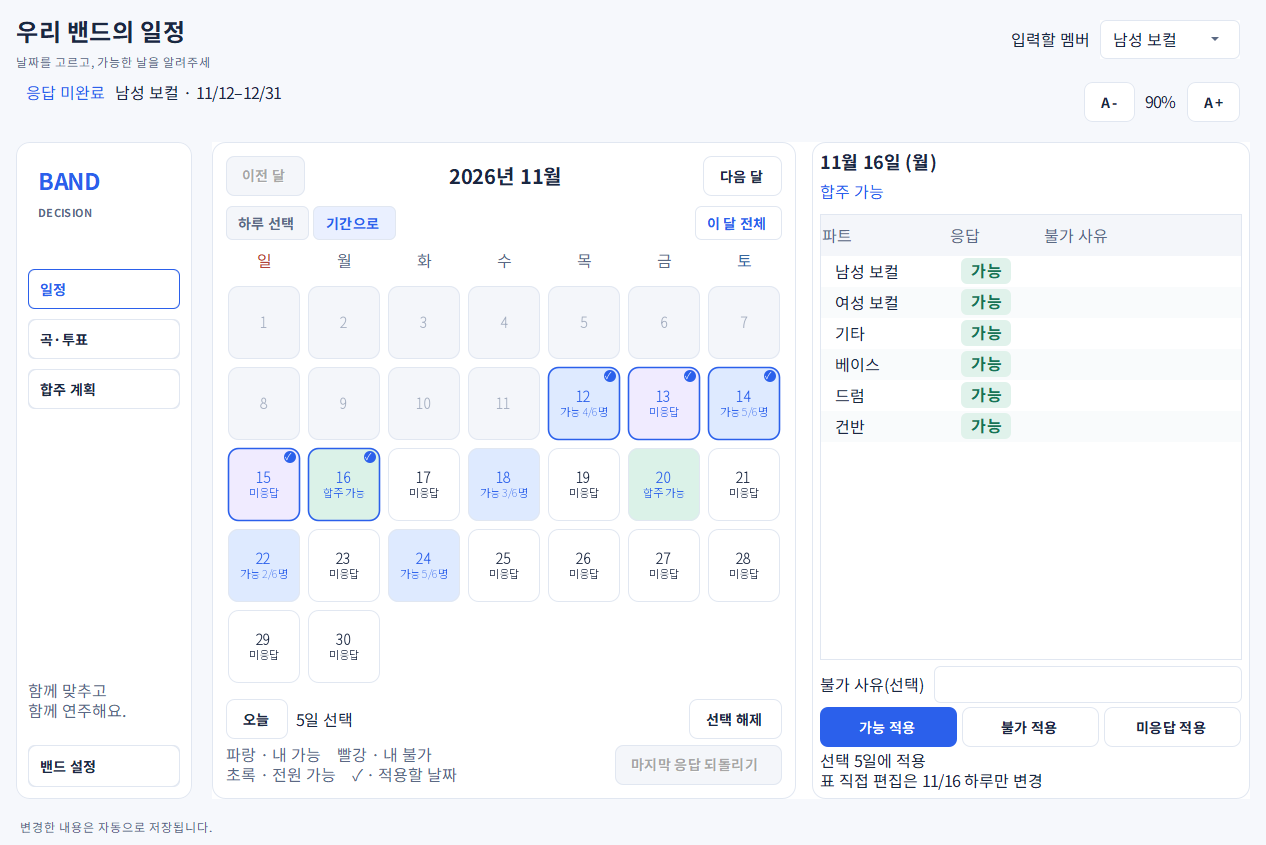 우리 밴드의 일정
날짜를 고르고, 가능한 날을 알려주세
응답 미완료 남성 보컬 · 11/12–12/31
입력할 멤버 남성 보컬
A- 90% A+
BAND
DECISION
일정
곡·투표
합주 계획
함께 맞추고
함께 연주해요.
밴드 설정
이전 달 2026년 11월 다음 달
하루 선택 기간으로 이 달 전체
일 월 화 수 목 금 토
1 2 3 4 5 6 7
8 9 10 11 12 13 14
가능 4/6명 미응답 가능 5/6명
15 16 17 18 19 20 21
미응답 합주 가능 미응답 가능 3/6명 미응답 합주 가능 미응답
22 23 24 25 26 27 28
가능 2/6명 미응답 가능 5/6명 미응답 미응답 미응답 미응답
29 30
미응답 미응답
오늘 5일 선택 선택 해제
파랑 · 내 가능 빨강 · 내 불가
초록 · 전원 가능 ✓ · 적용할 날짜
마지막 응답 되돌리기
11월 16일 (월)
합주 가능
파트 응답 불가 사유
남성 보컬 가능
여성 보컬 가능
기타 가능
베이스 가능
드럼 가능
건반 가능
불가 사유(선택)
가능 적용 불가 적용 미응답 적용
선택 5일에 적용
표 직접 편집은 11/16 하루만 변경
변경한 내용은 자동으로 저장됩니다.